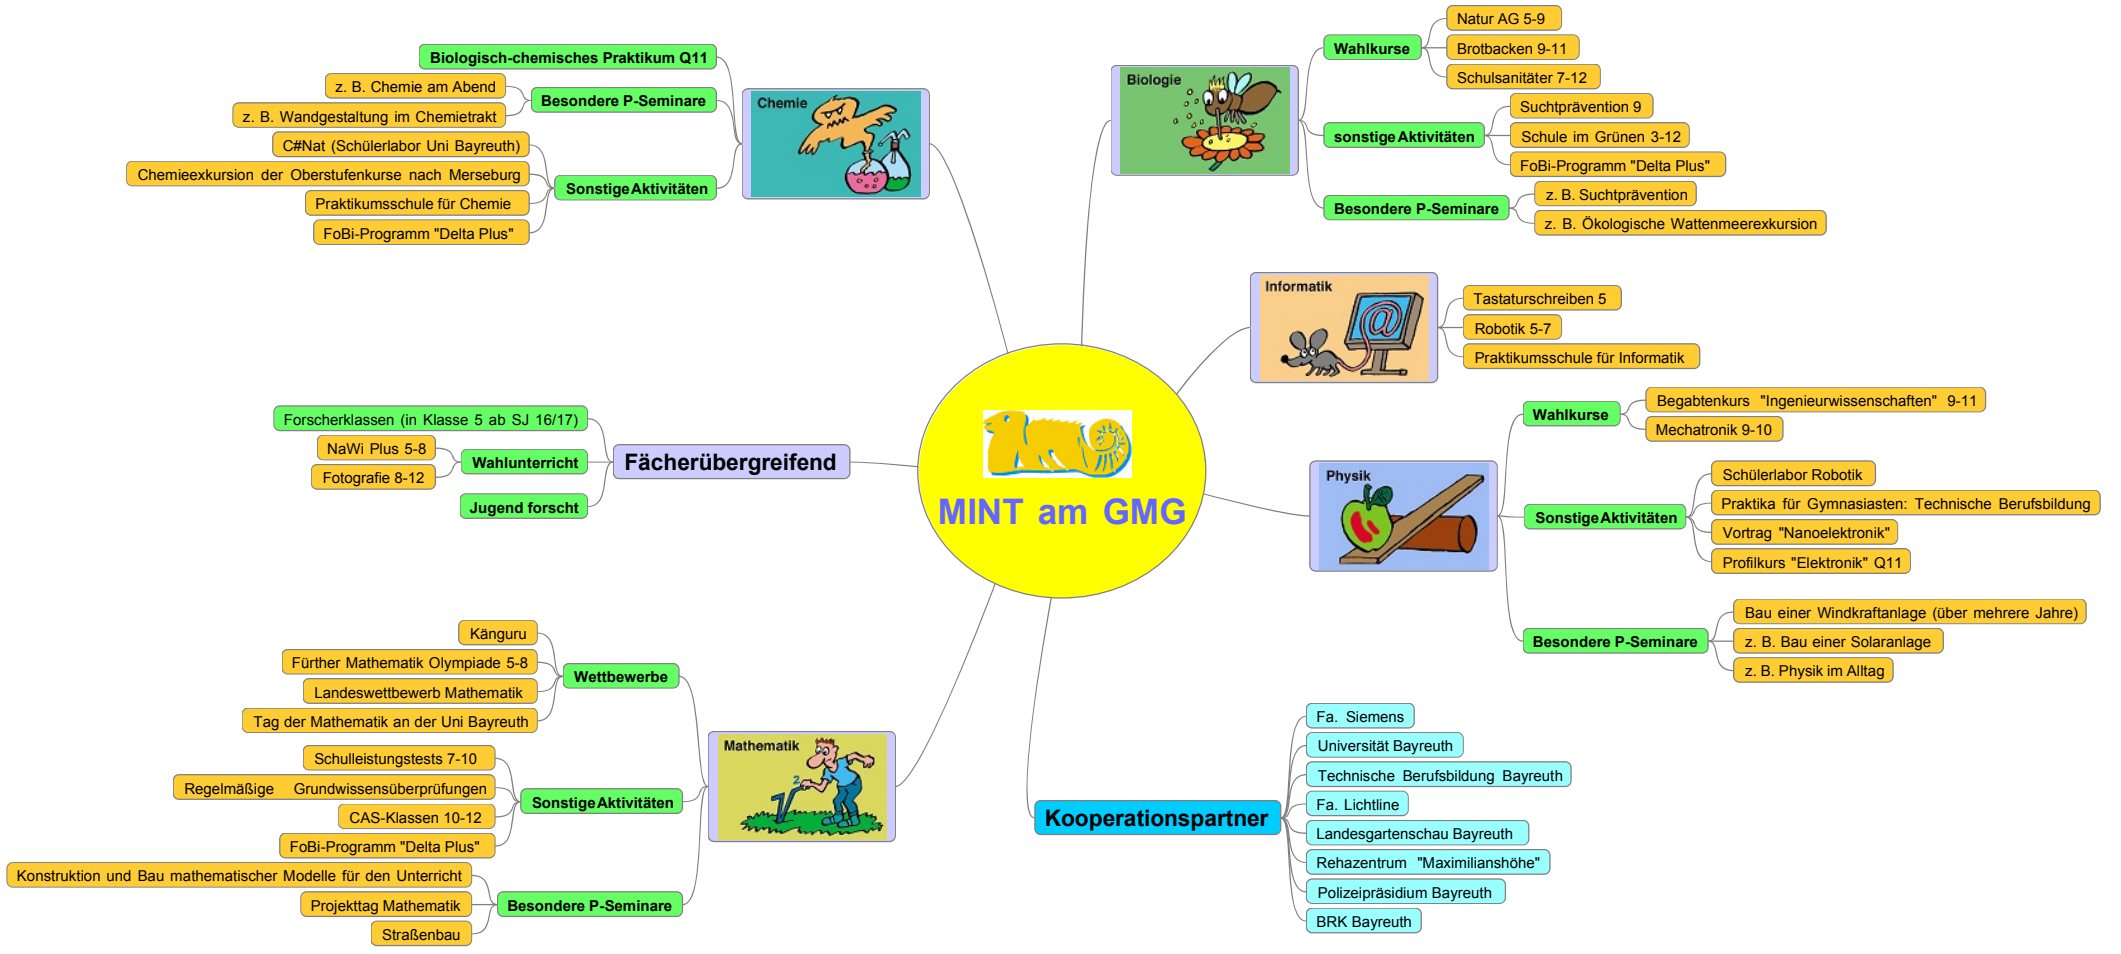 MINT am GMG
Chemie
Biologisch-chemisches Praktikum Q11
Besondere P-Seminare
z. B. Chemie am Abend
z. B. Wandgestaltung im Chemietrakt
Sonstige Aktivitäten
C#Nat (Schülerlabor Uni Bayreuth)
Chemieexkursion der Oberstufenkurse nach Merseburg
Praktikumsschule für Chemie
FoBi-Programm "Delta Plus"
Fächerübergreifend
Forscherklassen (in Klasse 5 ab SJ 16/17)
Wahlunterricht
NaWi Plus 5-8
Fotografie 8-12
Jugend forscht
Mathematik
2
Wettbewerbe
Känguru
Fürther Mathematik Olympiade 5-8
Landeswettbewerb Mathematik
Tag der Mathematik an der Uni Bayreuth
Sonstige Aktivitäten
Schulleistungstests 7-10
Regelmäßige Grundwissensüberprüfungen
CAS-Klassen 10-12
FoBi-Programm "Delta Plus"
Besondere P-Seminare
Konstruktion und Bau mathematischer Modelle für den Unterricht
Projekttag Mathematik
Straßenbau
Biologie
Wahlkurse
Natur AG 5-9
Brotbacken 9-11
Schulsanitäter 7-12
sonstige Aktivitäten
Suchtprävention 9
Schule im Grünen 3-12
FoBi-Programm "Delta Plus"
Besondere P-Seminare
z. B. Suchtprävention
z. B. Ökologische Wattenmeerexkursion
Informatik
@
Tastaturschreiben 5
Robotik 5-7
Praktikumsschule für Informatik
Physik
Wahlkurse
Begabtenkurs "Ingenieurwissenschaften" 9-11
Mechatronik 9-10
Sonstige Aktivitäten
Schülerlabor Robotik
Praktika für Gymnasiasten: Technische Berufsbildung
Vortrag "Nanoelektronik"
Profilkurs "Elektronik" Q11
Besondere P-Seminare
Bau einer Windkraftanlage (über mehrere Jahre)
z. B. Bau einer Solaranlage
z. B. Physik im Alltag
Kooperationspartner
Fa. Siemens
Universität Bayreuth
Technische Berufsbildung Bayreuth
Fa. Lichtline
Landesgartenschau Bayreuth
Rehazentrum "Maximilianshöhe"
Polizeipräsidium Bayreuth
BRK Bayreuth